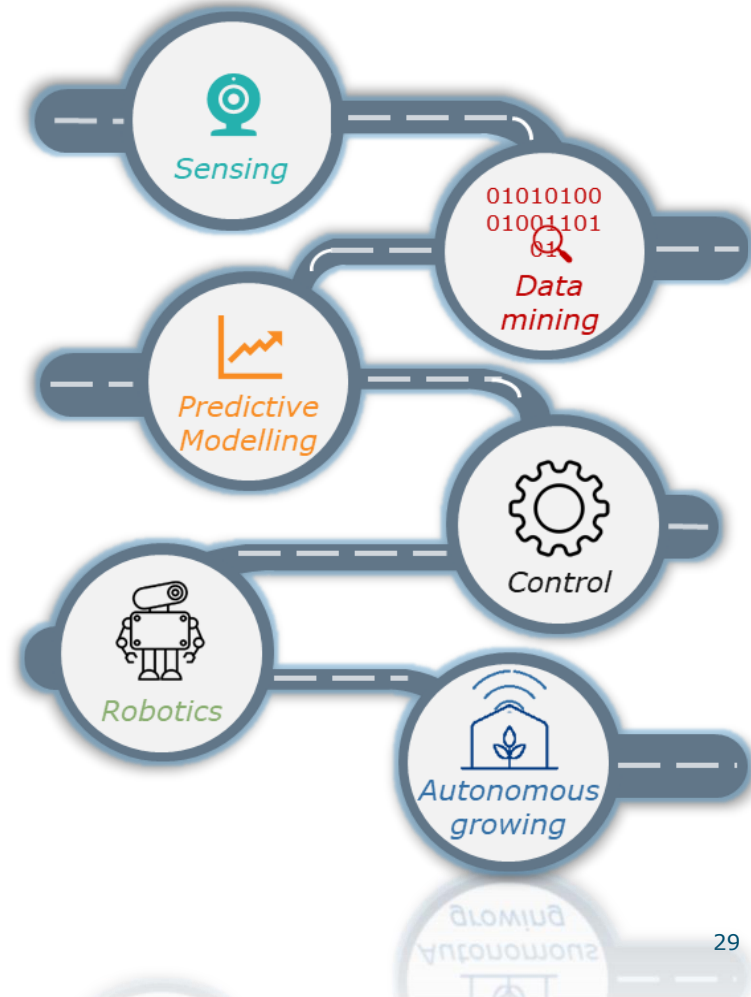 Sensing
01010100
01001101
01
Data
mining
Predictive
Modelling
Control
Robotics
Autonomous
growing
29